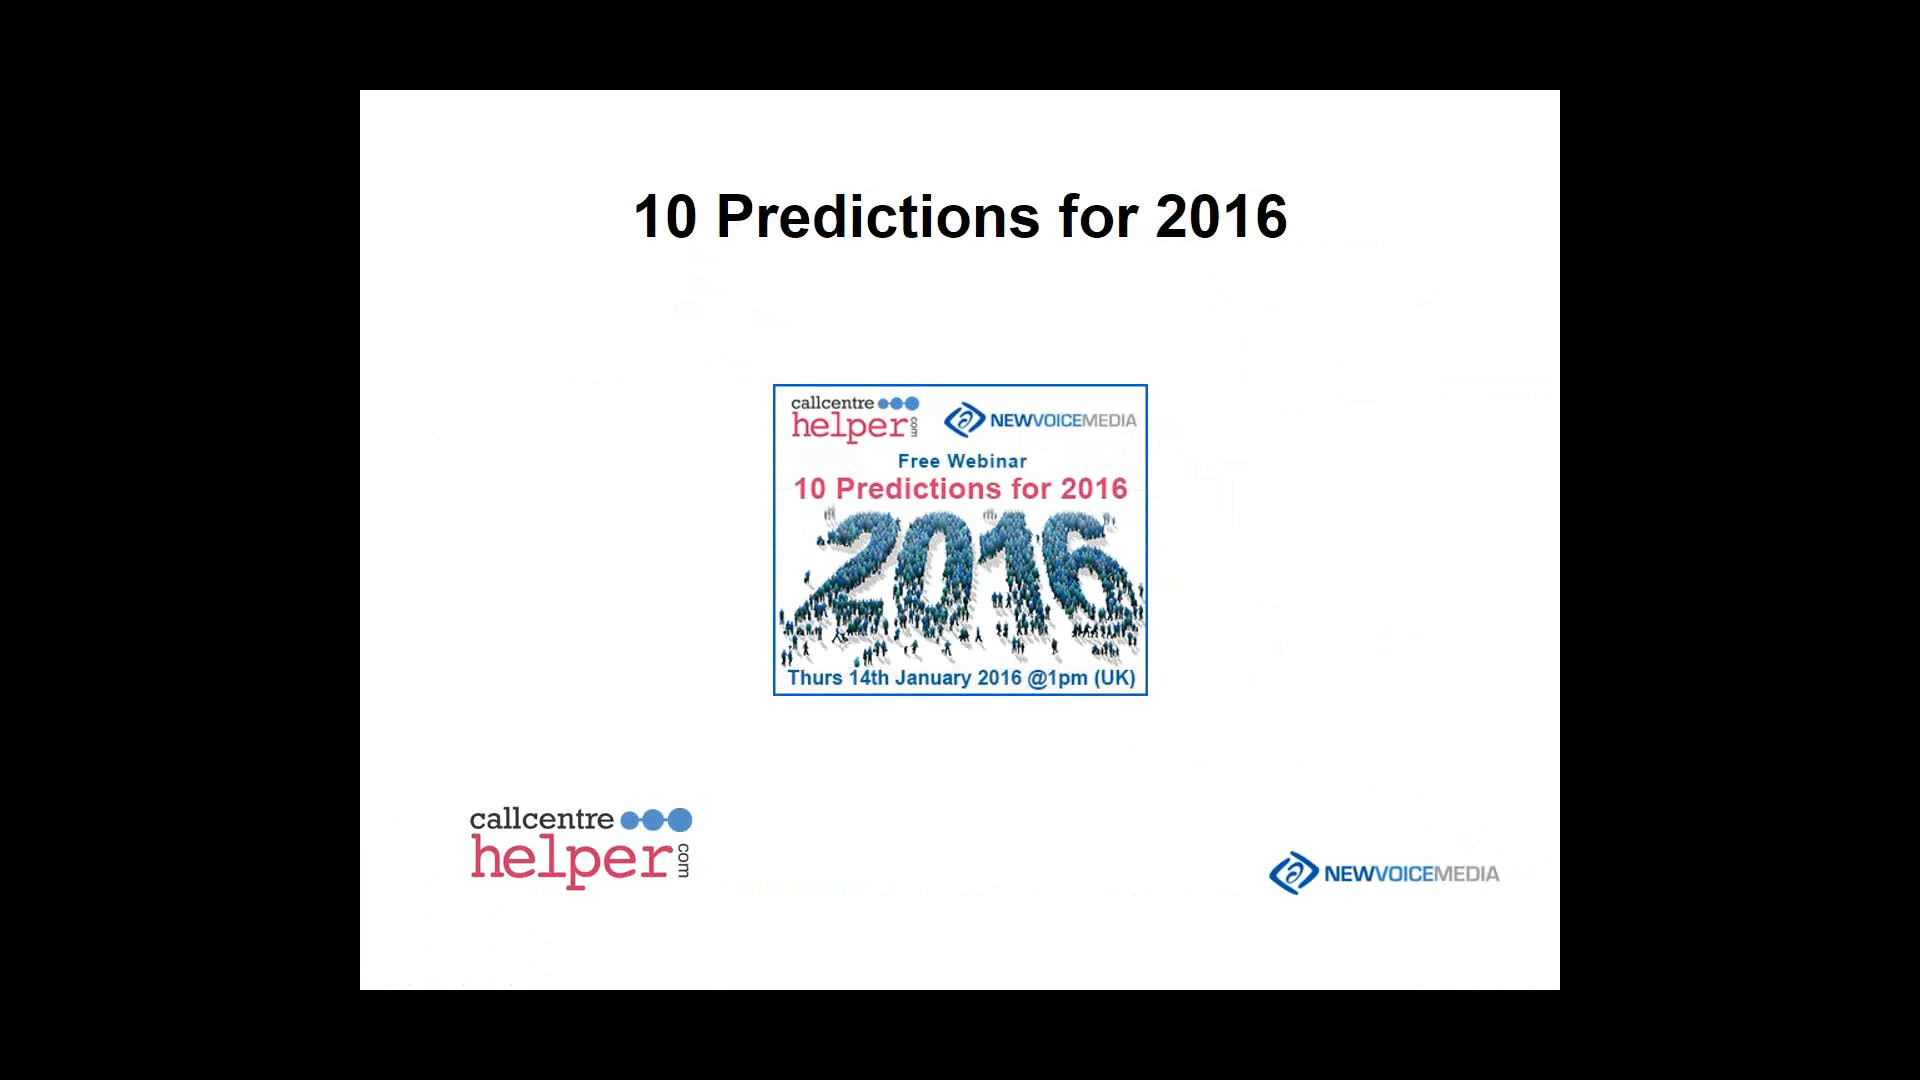 10 Predictions for 2016
callcentre
helper.com
NEWVOICEMEDIA
Free Webinar
10 Predictions for 2016
2016
Thurs 14th January 2016 @1pm (UK)
callcentre
helper.com
NEWVOICEMEDIA